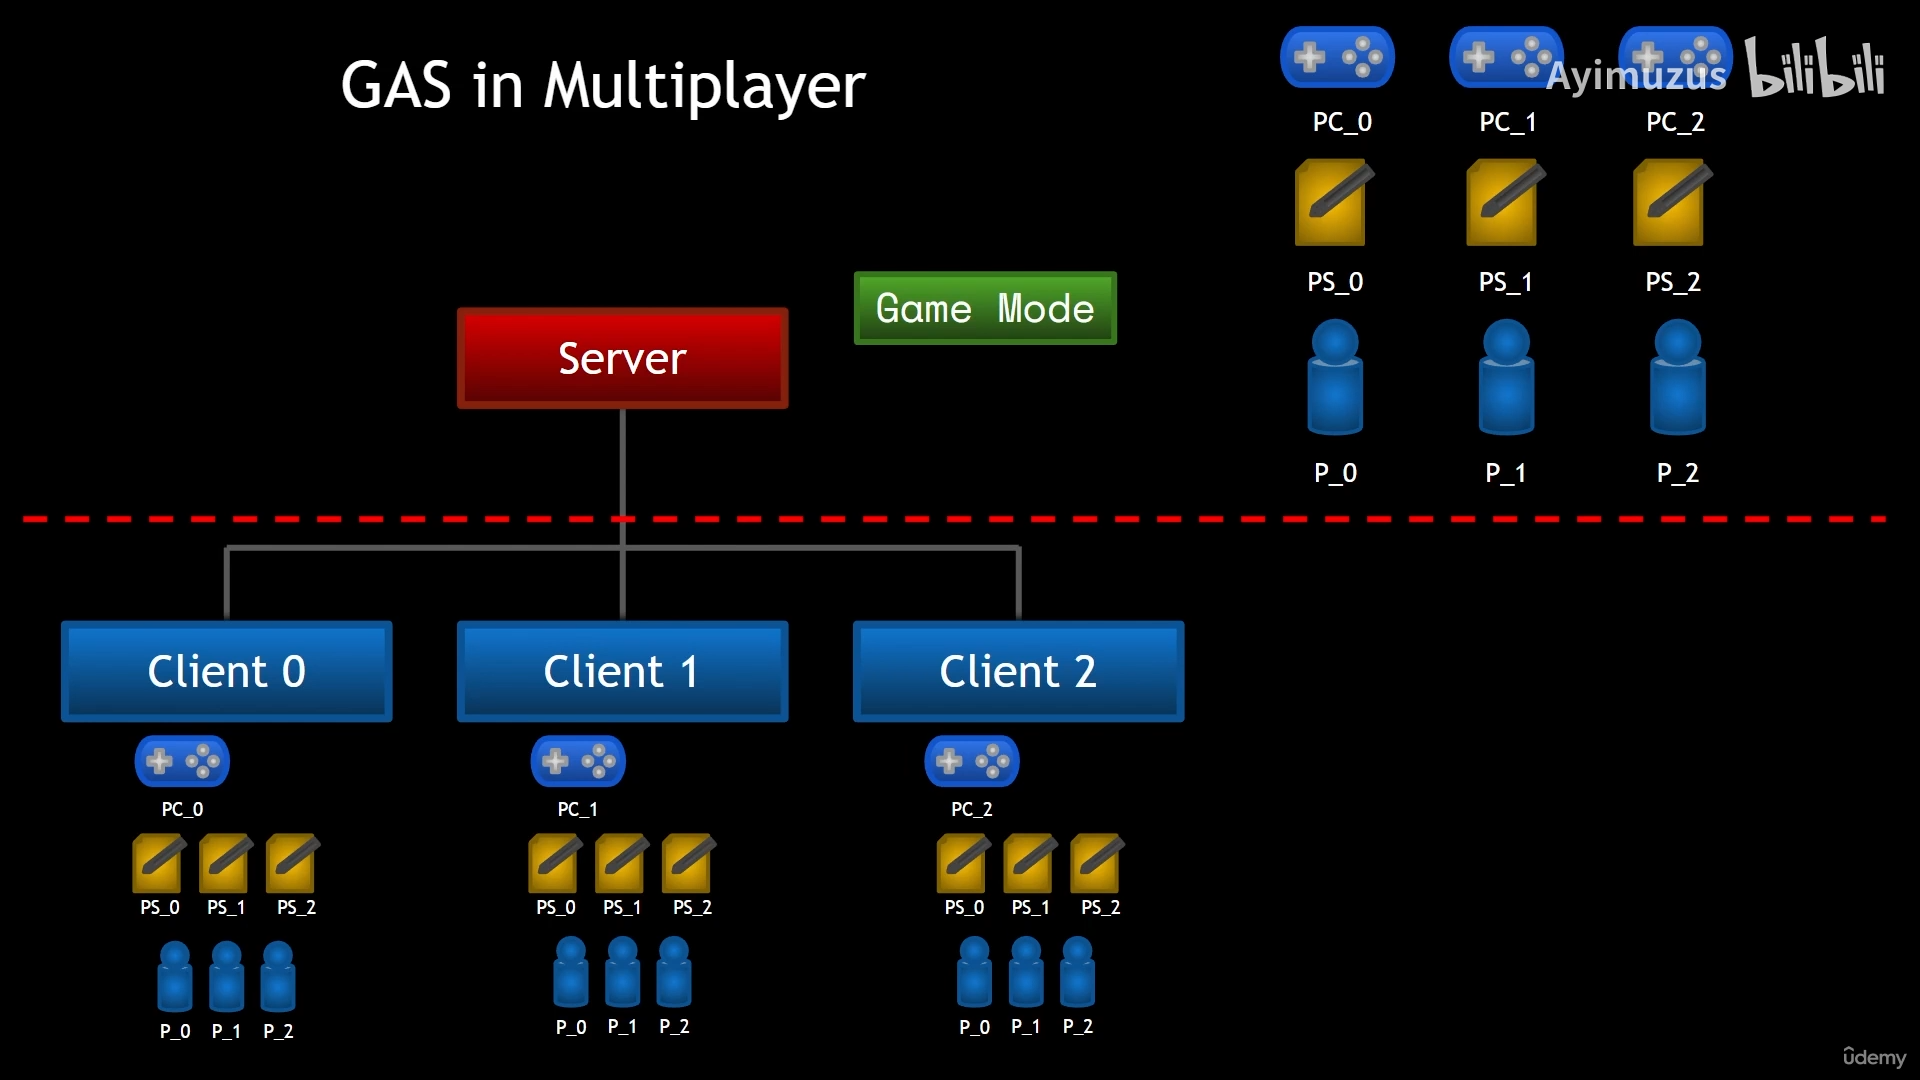 GAS in Multiplayer
Ayimuzus bilibili
PC_0 PC_1 PC_2
PS_0 PS_1 PS_2
Game Mode
Server
P_0 P_1 P_2
Client 0 Client 1 Client 2
PC_0 PC_1 PC_2
PS_0 PS_1 PS_2 PS_0 PS_1 PS_2 PS_0 PS_1 PS_2
P_0 P_1 P_2 P_0 P_1 P_2 P_0 P_1 P_2
ûdemy